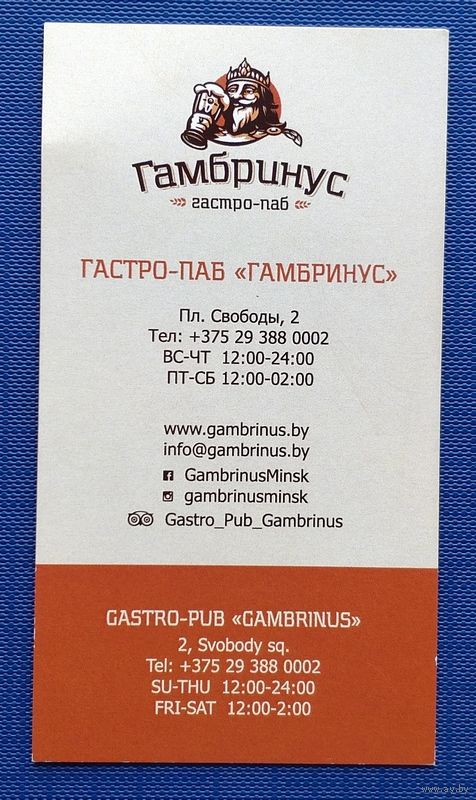 Гамбринус
гастро-паб
ГАСТРО-ПАБ «ГАМБРИНУС»
Пл. Свободы, 2
Тел: +375 29 388 0002
ВС-ЧТ 12:00-24:00
ПТ-СБ 12:00-02:00
www.gambrinus.by
info@gambrinus.by
GambrinusMinsk
gambrinusminsk
Gastro_Pub_Gambrinus
GASTRO-PUB «GAMBRINUS»
2, Svobody sq.
Tel: +375 29 388 0002
SU-THU 12:00-24:00
FRI-SAT 12:00-2:00
www.ay.by